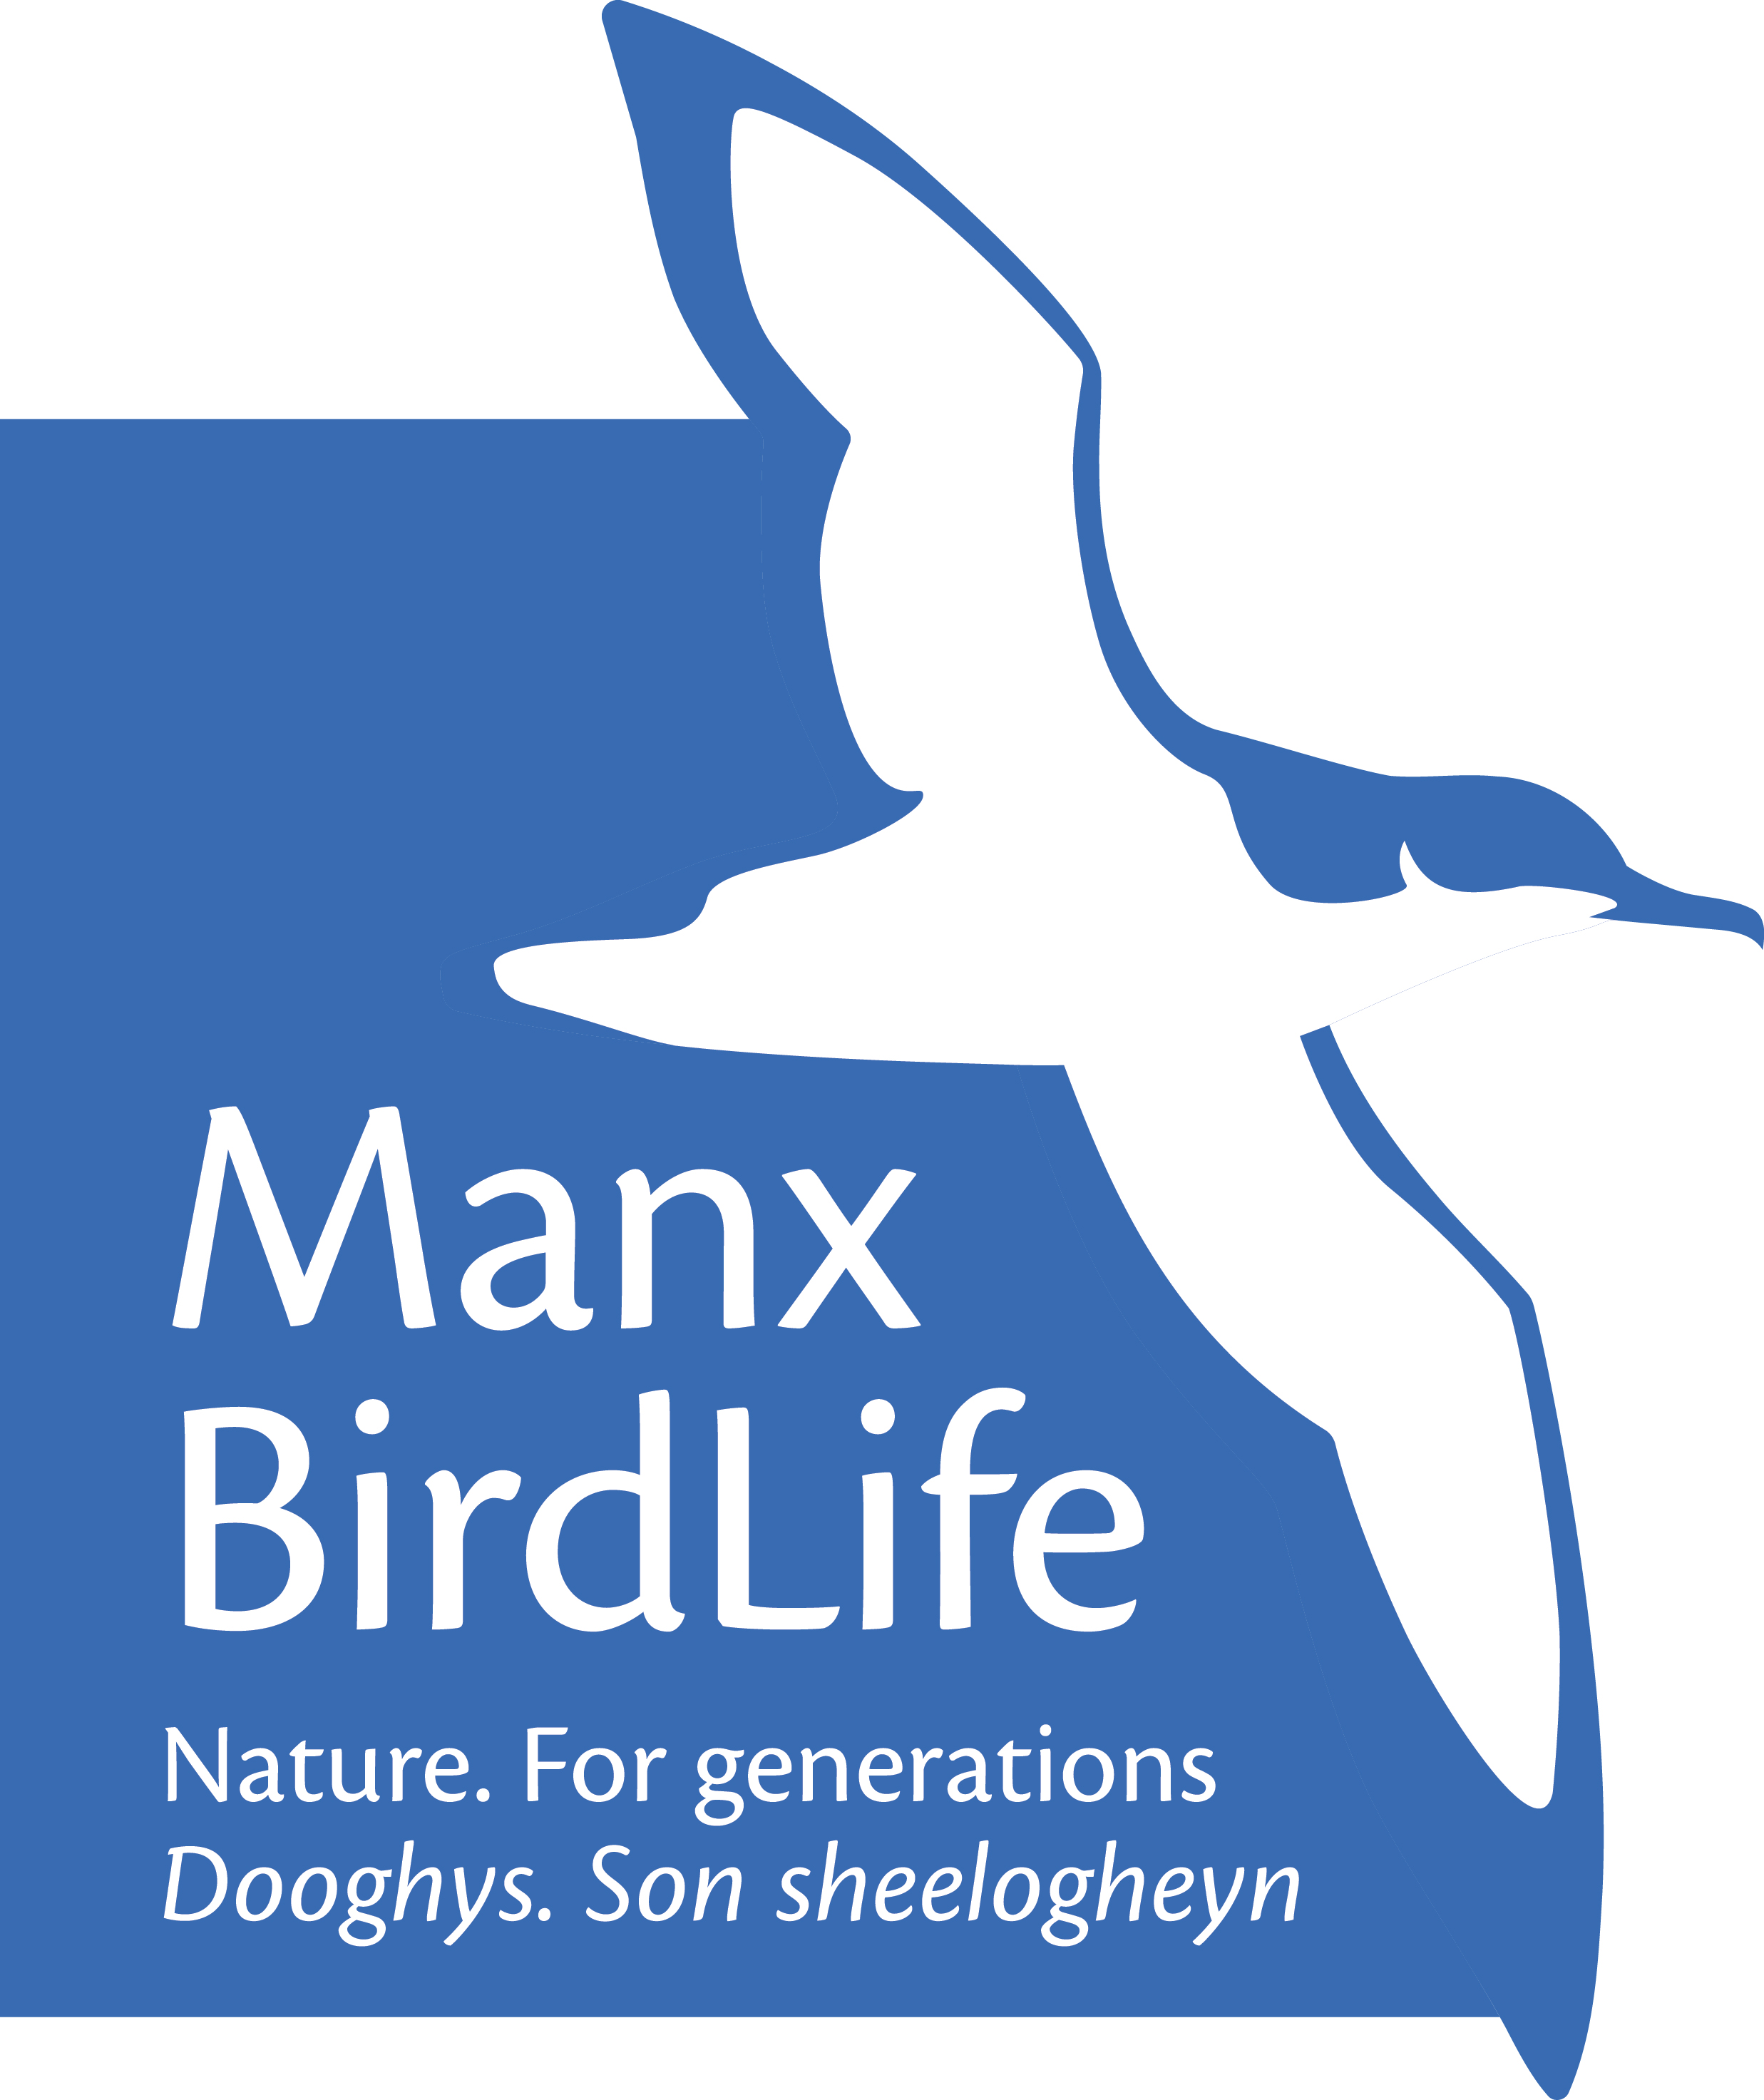 Manx
BirdLife
Nature. For generations
Dooghys. Son sheelogheyn